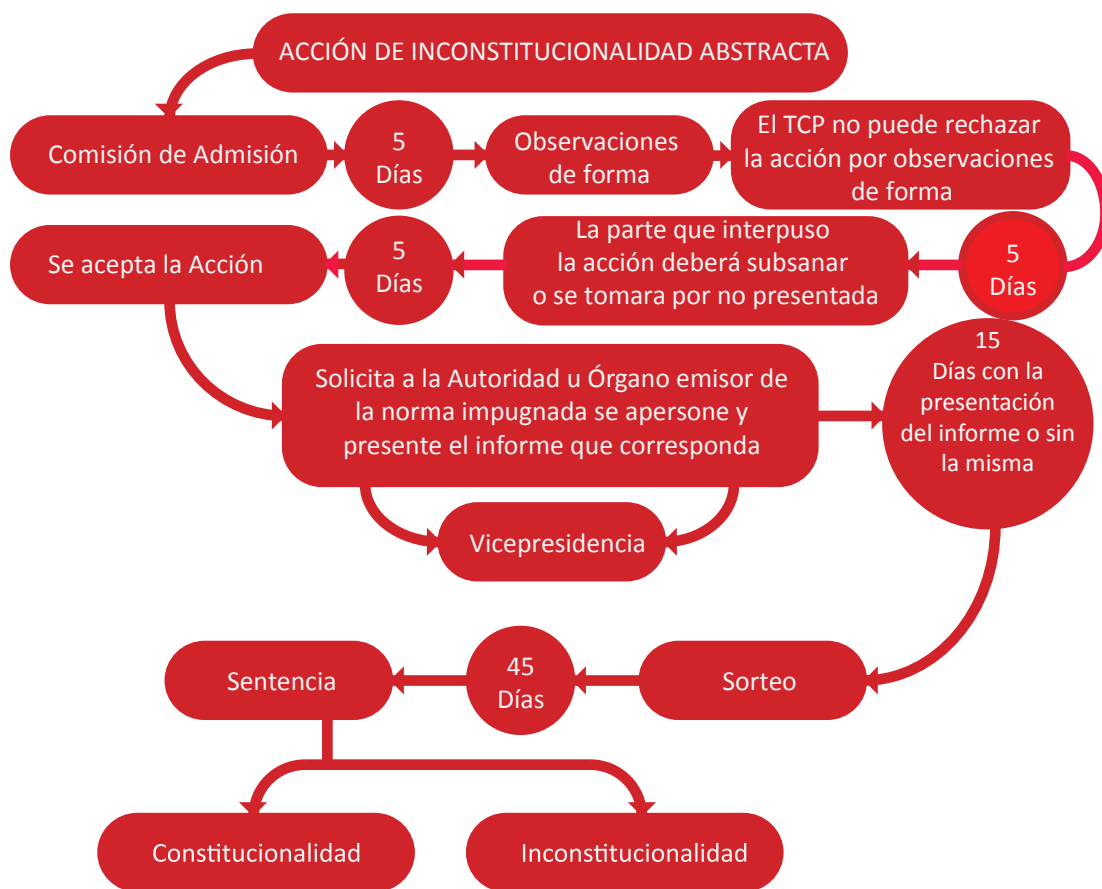 ACCIÓN DE INCONSTITUCIONALIDAD ABSTRACTA
Comisión de Admisión
5
Días
Observaciones
de forma
El TCP no puede rechazar
la acción por observaciones
de forma
5
Días
La parte que interpuso
la acción deberá subsanar
o se tomara por no presentada
5
Días
Se acepta la Acción
Solicita a la Autoridad u Órgano emisor de
la norma impugnada se apersone y
presente el informe que corresponda
Vicepresidencia
15
Días con la
presentación
del informe o sin
la misma
Sorteo
45
Días
Sentencia
Constitucionalidad
Inconstitucionalidad